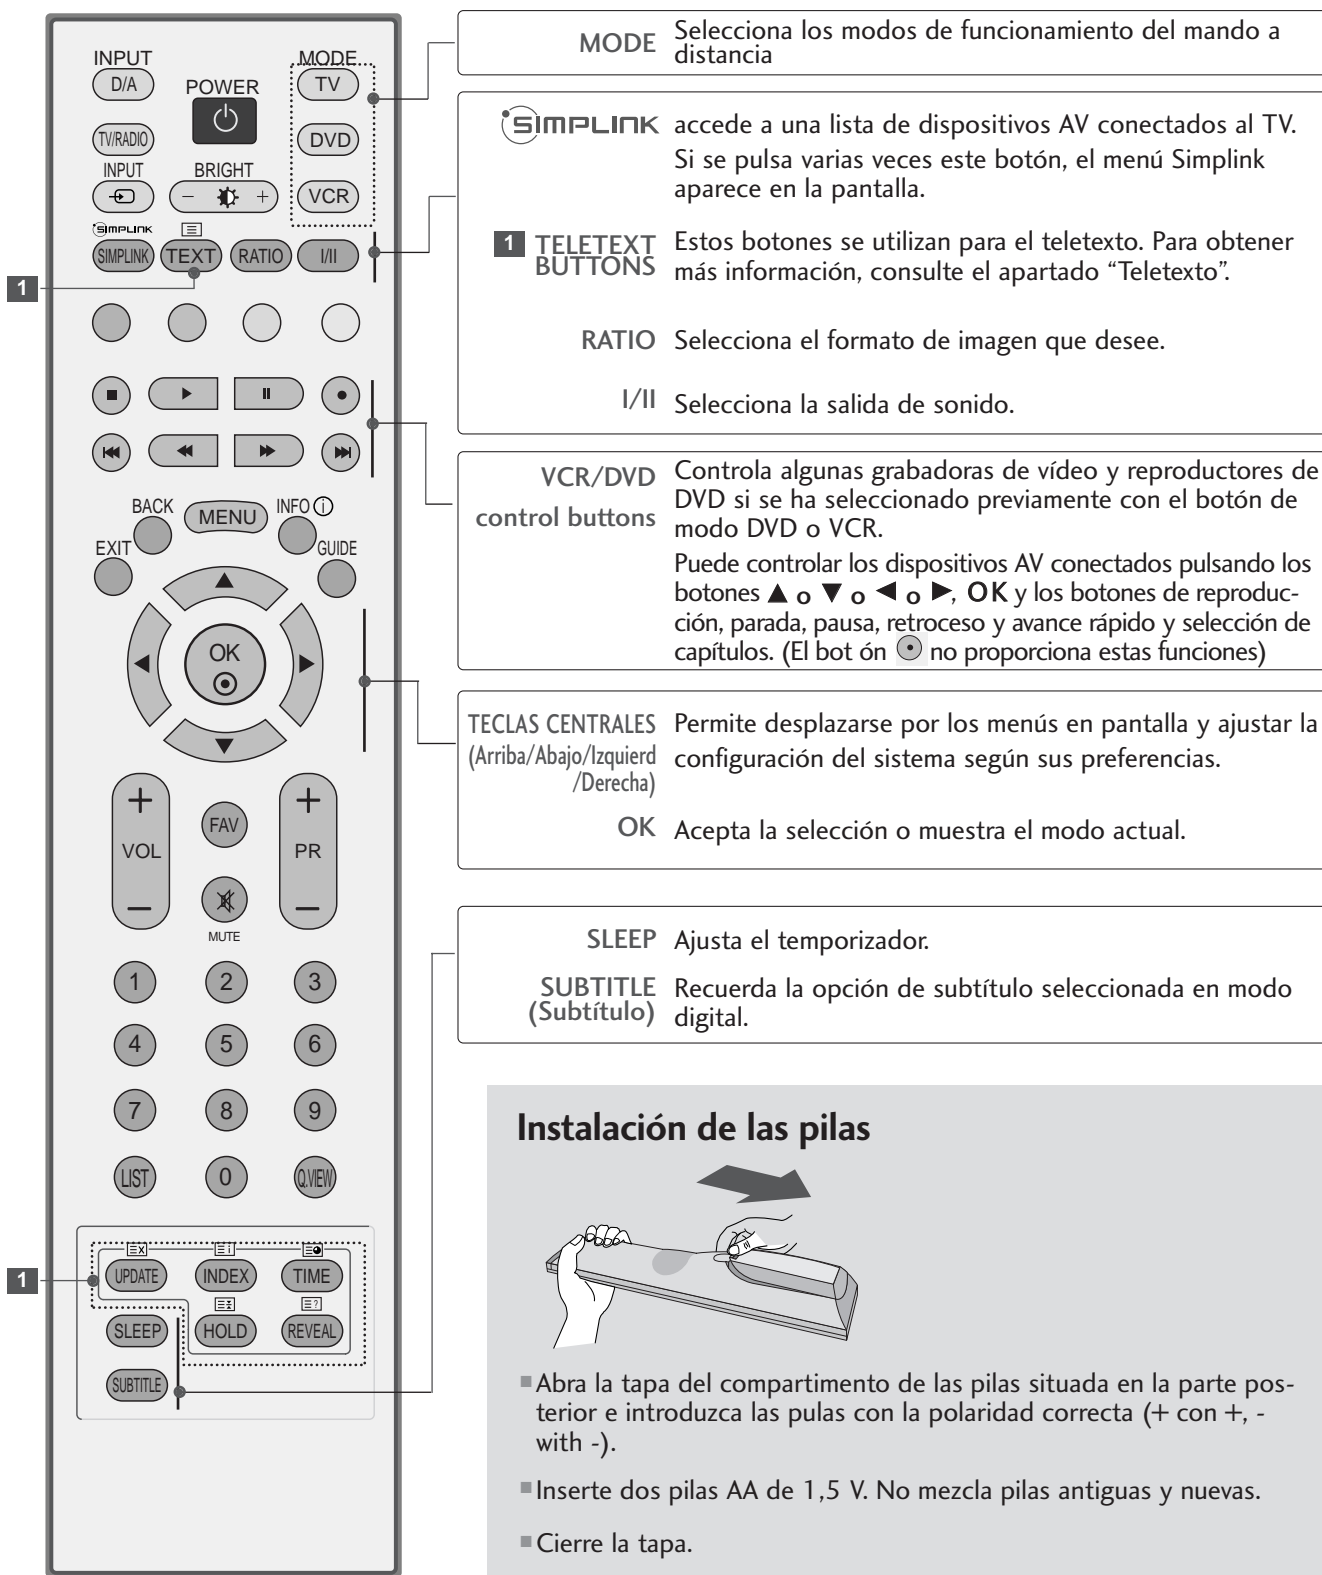 INPUT
MODE
D/A
POWER
TV
TV/RADIO
DVD
INPUT
BRIGHT
- +
VCR
SIMPLINK
SIMPLINK
TEXT
RATIO
I/II
1
BACK
MENU
INFO i
EXIT
GUIDE
OK
+
VOL
-
FAV
MUTE
+
PR
-
1
2
3
4
5
6
7
8
9
LIST
0
Q.VIEW
1
UPDATE
INDEX
TIME
SLEEP
HOLD
REVEAL
SUBTITLE
MODE Selecciona los modos de funcionamiento del mando a
distancia
SIMPLINK accede a una lista de dispositivos AV conectados al TV.
Si se pulsa varias veces este botón, el menú Simplink
aparece en la pantalla.
1 TELETEXT
BUTTONS
Estos botones se utilizan para el teletexto. Para obtener
más información, consulte el apartado “Teletexto”.
RATIO Selecciona el formato de imagen que desee.
I/II Selecciona la salida de sonido.
VCR/DVD
control buttons
Controla algunas grabadoras de vídeo y reproductores de
DVD si se ha seleccionado previamente con el botón de
modo DVD o VCR.
Puede controlar los dispositivos AV conectados pulsando los
botones ▲ o ▼ o ◀ o ▶, OK y los botones de reproduc-
ción, parada, pausa, retroceso y avance rápido y selección de
capítulos. (El bot ón ⊙ no proporciona estas funciones)
TECLAS CENTRALES
(Arriba/Abajo/Izquierd
/Derecha)
Permite desplazarse por los menús en pantalla y ajustar la
configuración del sistema según sus preferencias.
OK Acepta la selección o muestra el modo actual.
SLEEP Ajusta el temporizador.
SUBTITLE
(Subtítulo)
Recuerda la opción de subtítulo seleccionada en modo
digital.
Instalación de las pilas
■ Abra la tapa del compartimento de las pilas situada en la parte pos-
terior e introduzca las pulas con la polaridad correcta (+ con +, -
with -).
■ Inserte dos pilas AA de 1,5 V. No mezcla pilas antiguas y nuevas.
■ Cierre la tapa.